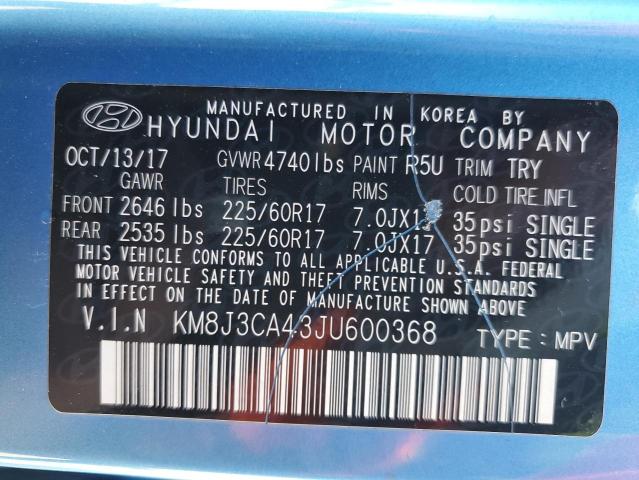 MANUFACTURED IN KOREA BY
HYUNDAI MOTOR COMPANY
OCT/13/17 GVWR 4740lbs PAINT R5U TRIM TRY
GAWR TIRES RIMS COLD TIRE INFL
FRONT 2646 lbs 225/60R17 7.0JX17 35psi SINGLE
REAR 2535 lbs 225/60R17 7.0JX17 35psi SINGLE
THIS VEHICLE CONFORMS TO ALL APPLICABLE U.S.A. FEDERAL
MOTOR VEHICLE SAFETY AND THEFT PREVENTION STANDARDS
IN EFFECT ON THE DATE OF MANUFACTURE SHOWN ABOVE.
V.I.N KM8J3CA43JU600368 TYPE: MPV